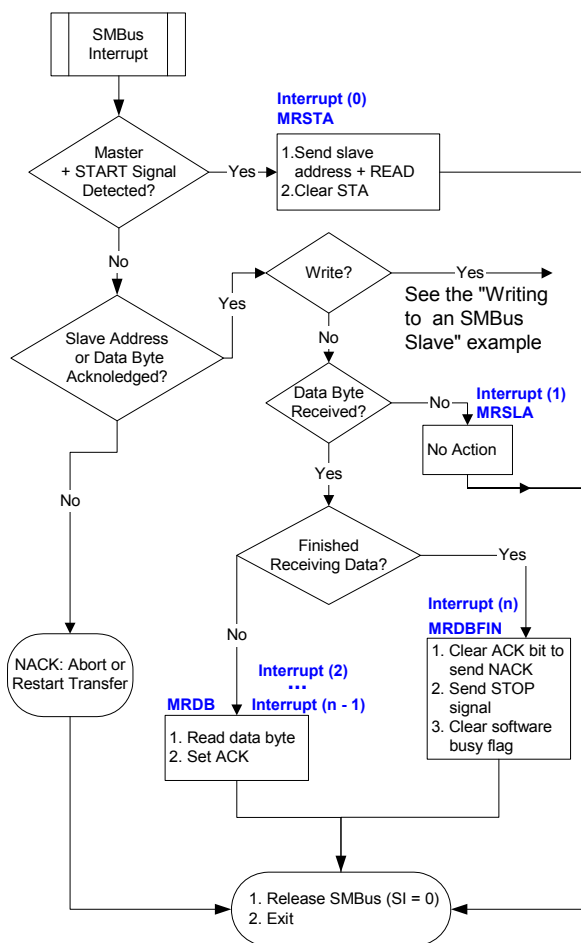 SMBus
Interrupt
Interrupt (0)
MRSTA
Master
+ START Signal
Detected?
Yes
1.Send slave
address + READ
2.Clear STA
No
Write?
Yes
Yes
See the "Writing
to an SMBus
Slave" example
Slave Address
or Data Byte
Acknoledged?
No
Data Byte
Received?
No
Interrupt (1)
MRSLA
No Action
Yes
No
Finished
Receiving Data?
Yes
No
Interrupt (n)
MRDBFIN
NACK: Abort or
Restart Transfer
1. Clear ACK bit to
send NACK
2. Send STOP
signal
3. Clear software
busy flag
Interrupt (2)
...
MRDB
Interrupt (n - 1)
1. Read data byte
2. Set ACK
1. Release SMBus (SI = 0)
2. Exit